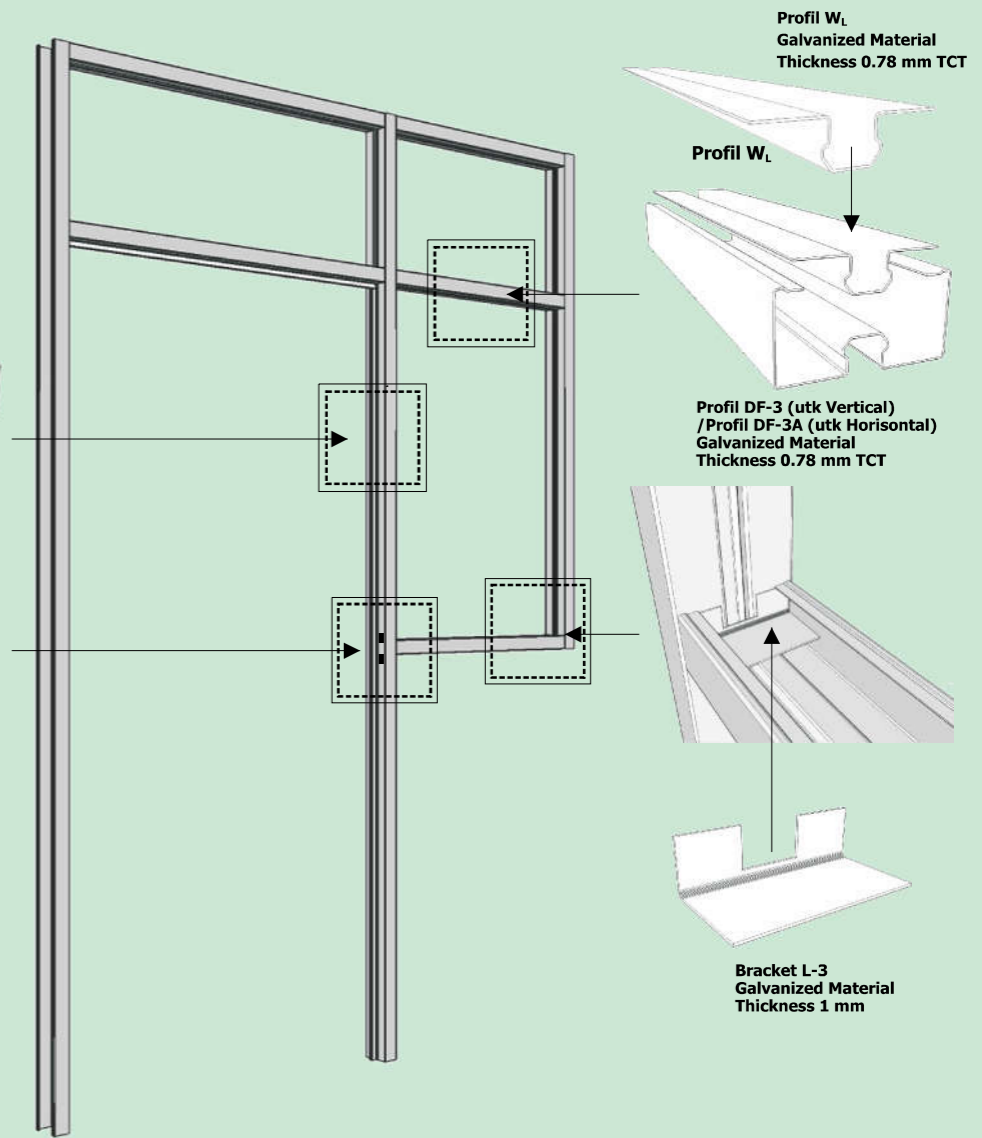 Profil WL
Galvanized Material
Thickness 0.78 mm TCT
Profil WL
Profil DF-3 (utk Vertical)
/Profil DF-3A (utk Horisontal)
Galvanized Material
Thickness 0.78 mm TCT
Bracket L-3
Galvanized Material
Thickness 1 mm